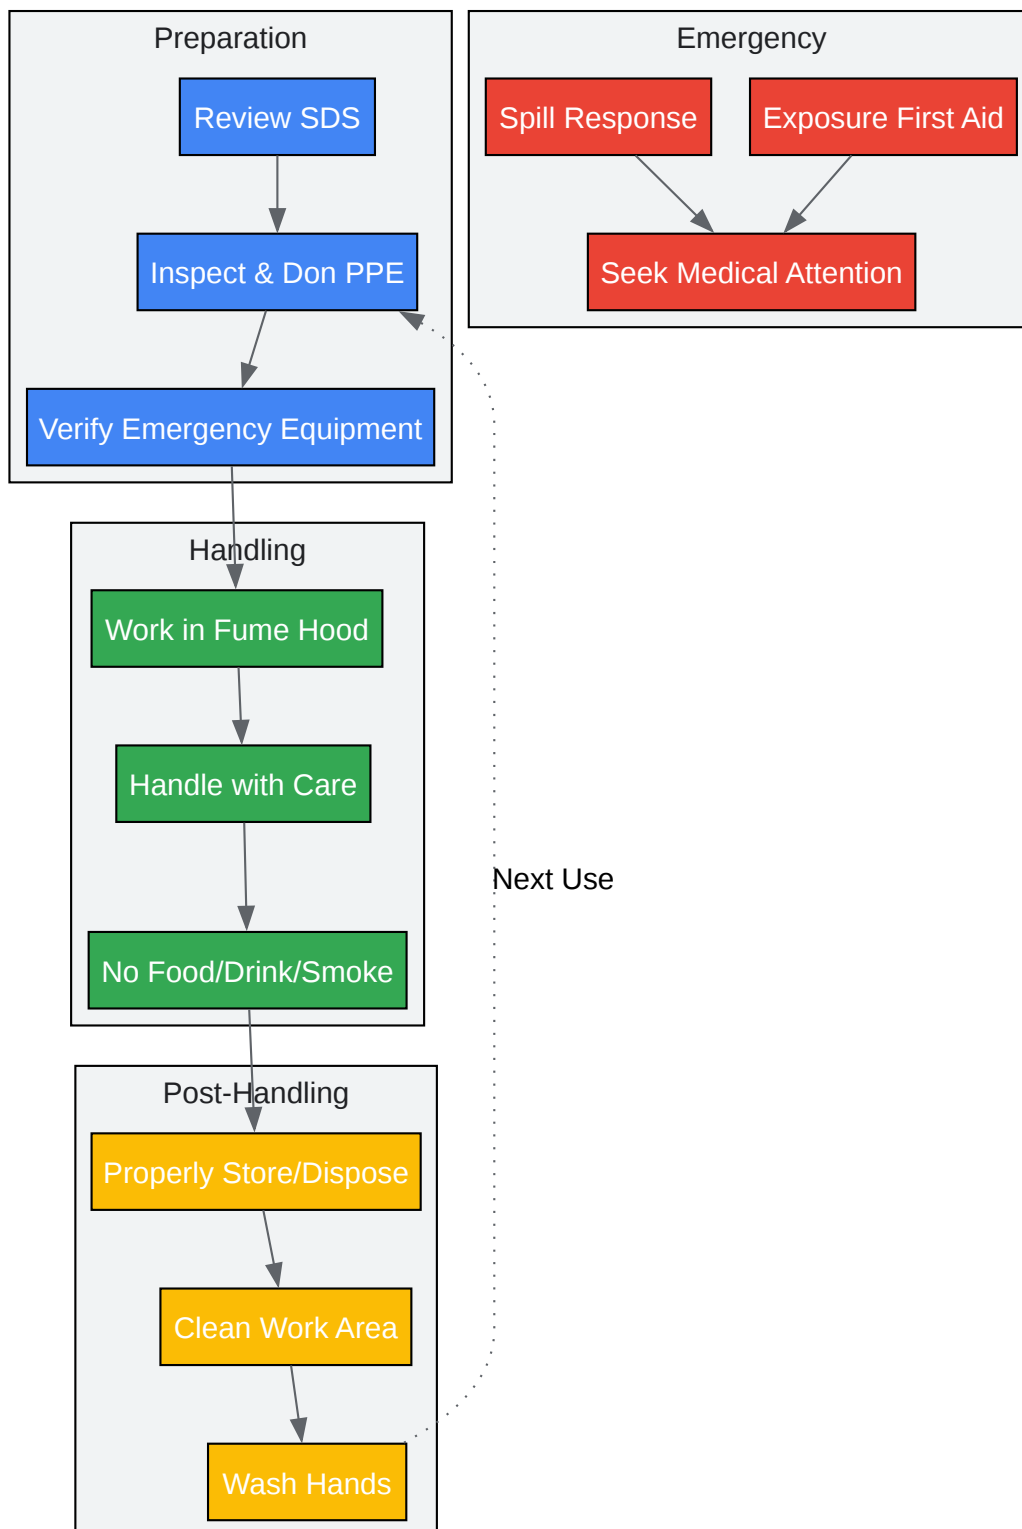 Preparation
Review SDS
Inspect & Don PPE
Verify Emergency Equipment
Emergency
Spill Response
Exposure First Aid
Seek Medical Attention
Handling
Work in Fume Hood
Handle with Care
No Food/Drink/Smoke
Next Use
Post-Handling
Properly Store/Dispose
Clean Work Area
Wash Hands